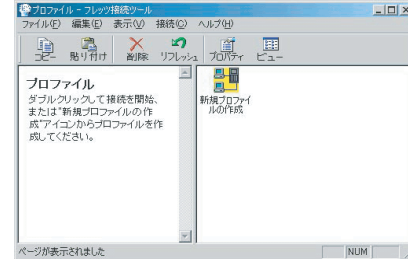 プロファイル - フレッツ接続ツール
ファイル(F) 編集(E) 表示(V) 接続(C) ヘルプ(H)
コピー 貼り付け 削除 リフレッシュ プロパティ ビュー
プロファイル
ダブルクリックして接続を開始、
または"新規プロファイルの作
成"アイコンからプロファイルを作
成してください。
新規プロファイ
ルの作成
ページが表示されました
NUM